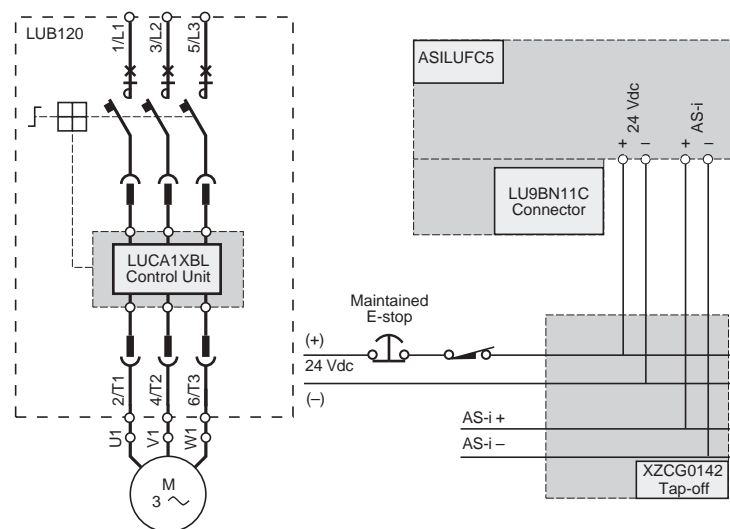 LUB120
1/L1
3/L2
5/L3
LUCA1XBL
Control Unit
2/T1
4/T2
6/T3
U1
V1
W1
M
3
ASILUFC5
24 Vdc
AS-i
+
–
+
–
LU9BN11C
Connector
Maintained
E-stop
(+)
24 Vdc
(–)
AS-i +
AS-i –
XZCG0142
Tap-off